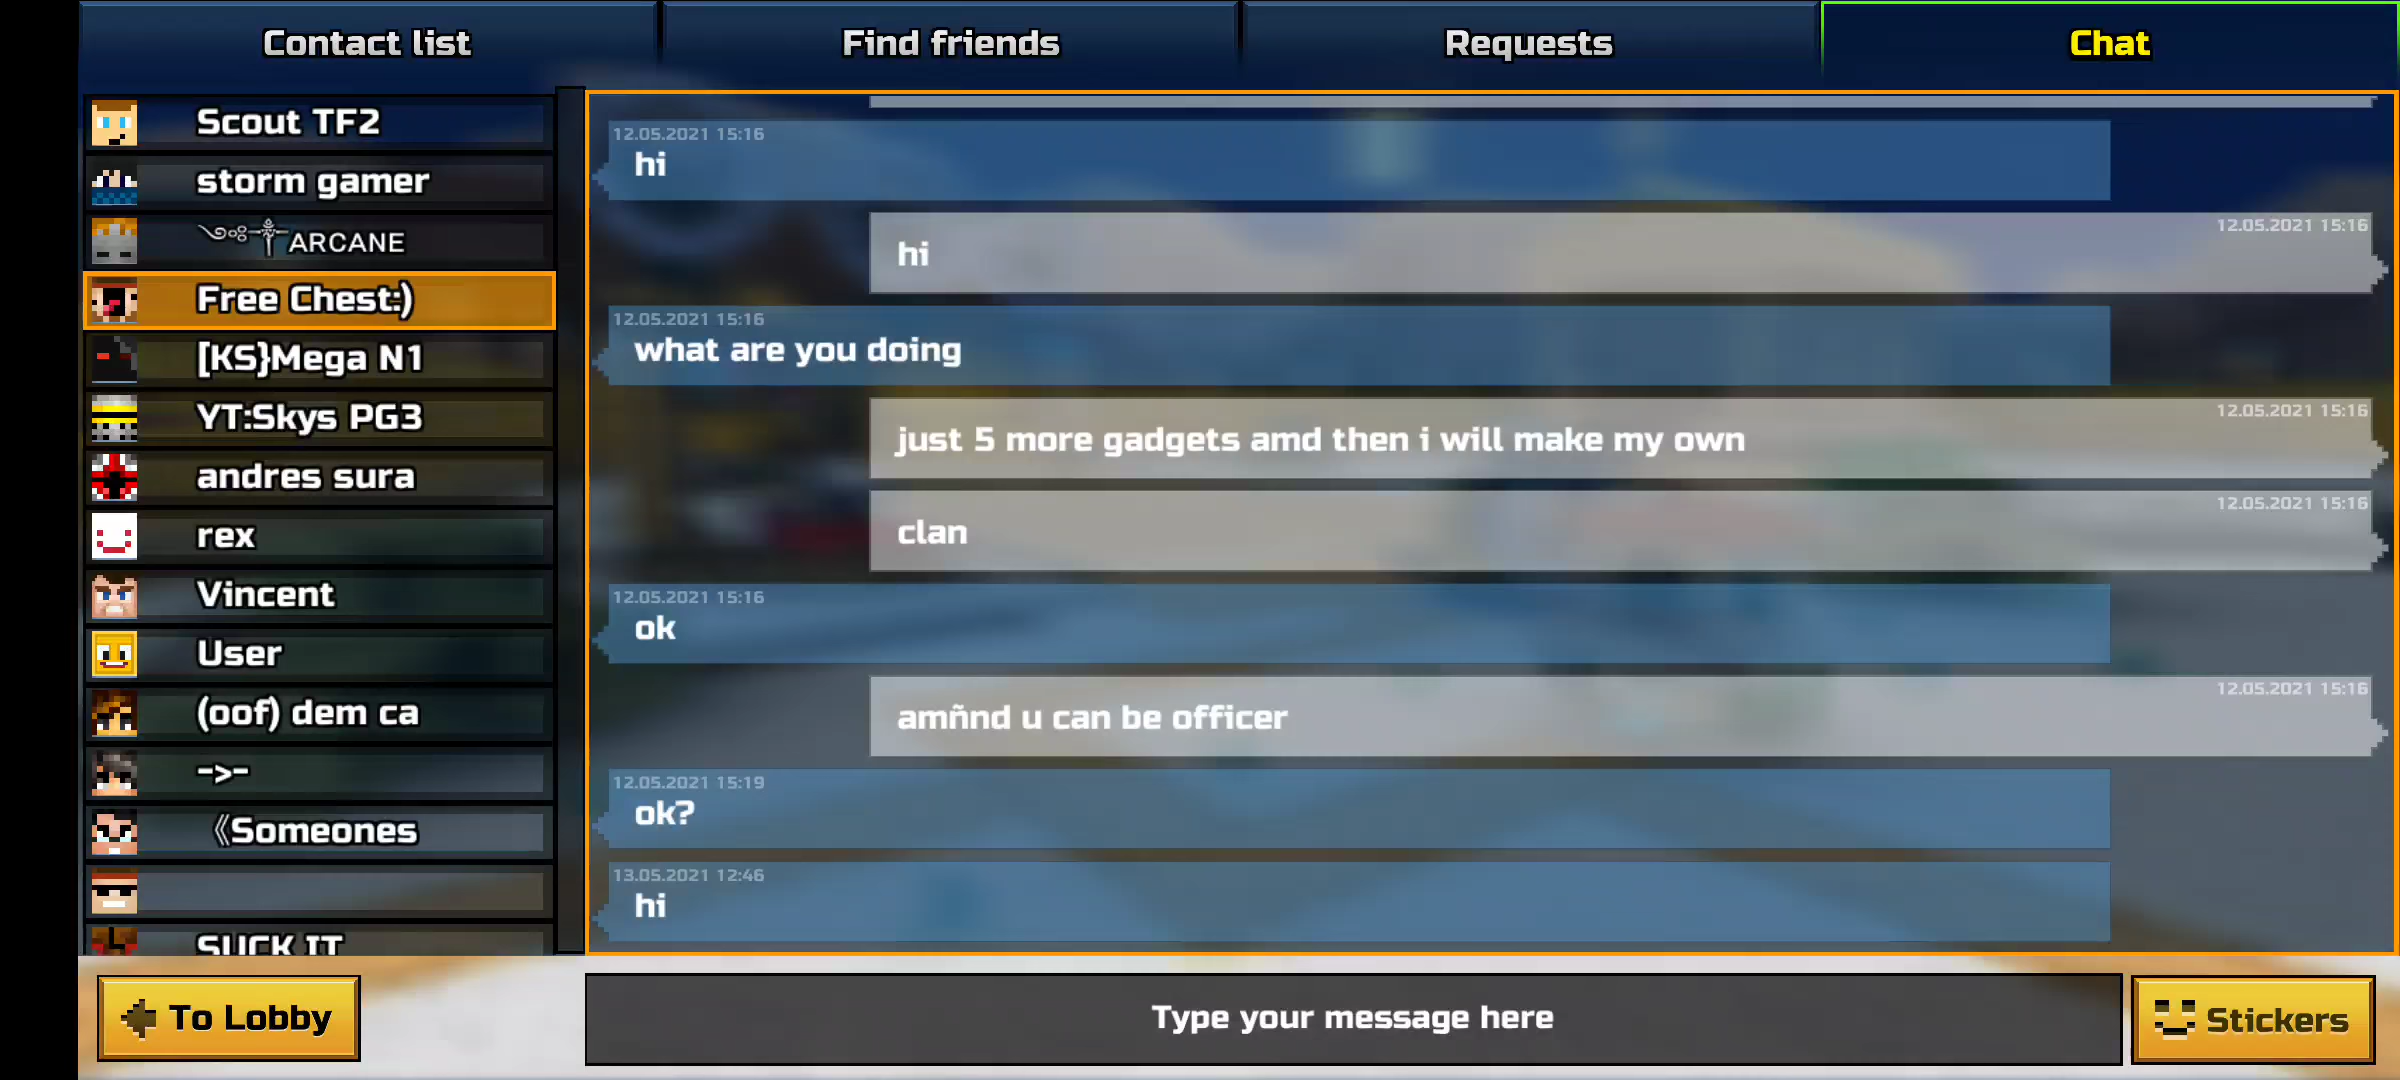 Contact list
Find friends
Requests
Chat
Scout TF2
storm gamer
ARCANE
Free Chest:)
[KS}Mega N1
YT:Skys PG3
andres sura
rex
Vincent
User
(oof) dem ca
->-
《Someones
SUCK IT
12.05.2021 15:16
hi
12.05.2021 15:16
hi
12.05.2021 15:16
what are you doing
12.05.2021 15:16
just 5 more gadgets amd then i will make my own
12.05.2021 15:16
clan
12.05.2021 15:16
ok
12.05.2021 15:16
amñnd u can be officer
12.05.2021 15:19
ok?
13.05.2021 12:46
hi
To Lobby
Type your message here
Stickers